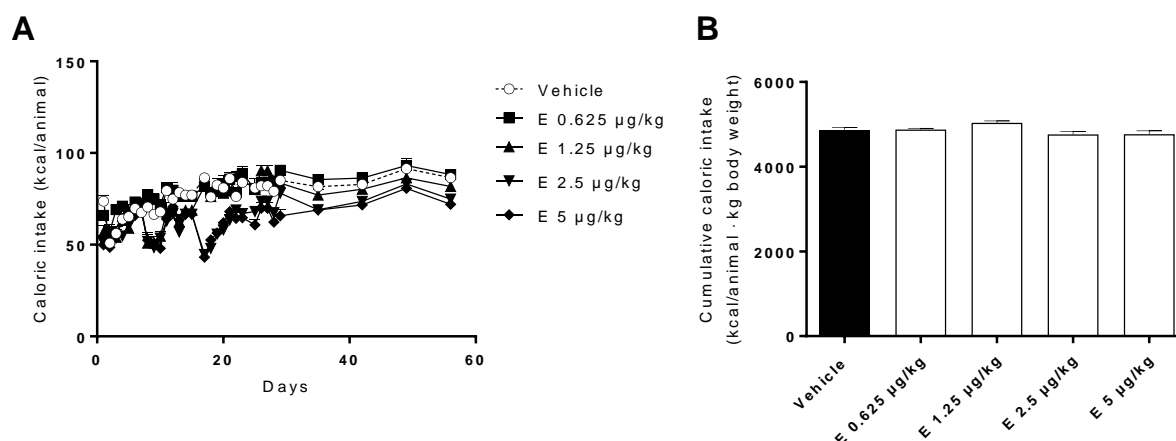 A
Caloric intake (kcal/animal)
150
100
50
0
0 20 40 60
Days
Vehicle
E 0.625 µg/kg
E 1.25 µg/kg
E 2.5 µg/kg
E 5 µg/kg
B
Cumulative caloric intake
(kcal/animal · kg body weight)
6000
4000
2000
0
Vehicle
E 0.625 µg/kg
E 1.25 µg/kg
E 2.5 µg/kg
E 5 µg/kg